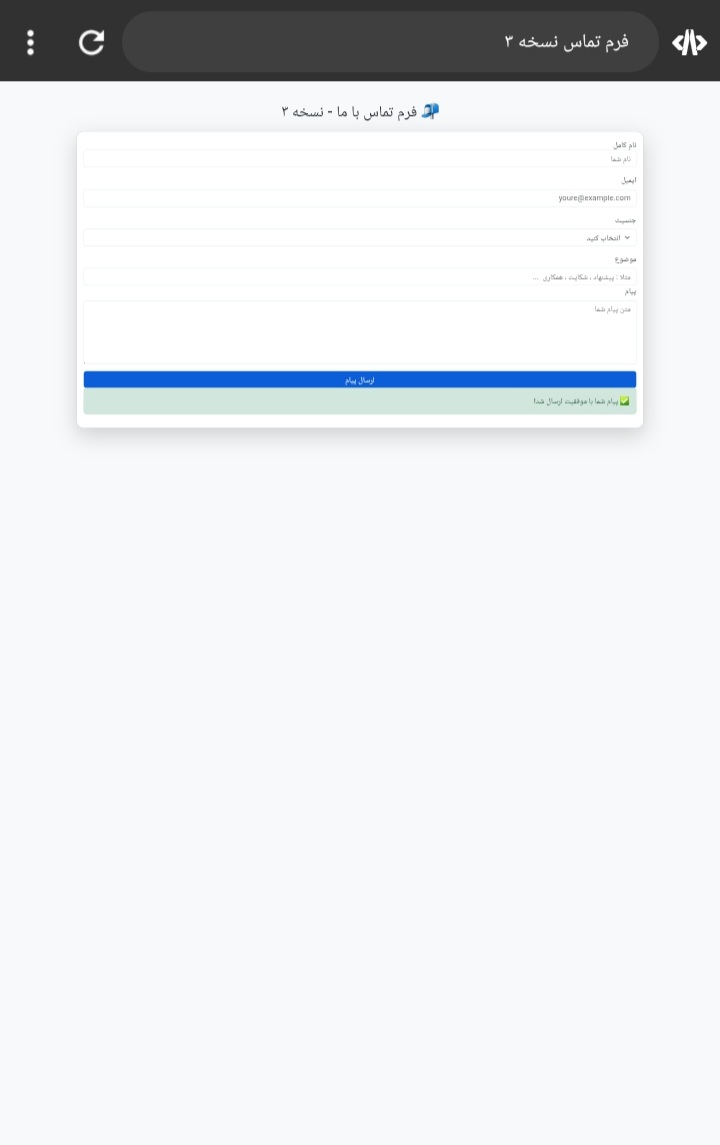 فرم تماس نسخه ۳
📬 فرم تماس با ما - نسخه ۳
نام کامل
نام شما
ایمیل
youre@example.com
جنسیت
انتخاب کنید
موضوع
مثلا : پیشنهاد ، شکایت ، همکاری ...
پیام
متن پیام شما
ارسال پیام
✅ پیام شما با موفقیت ارسال شد!